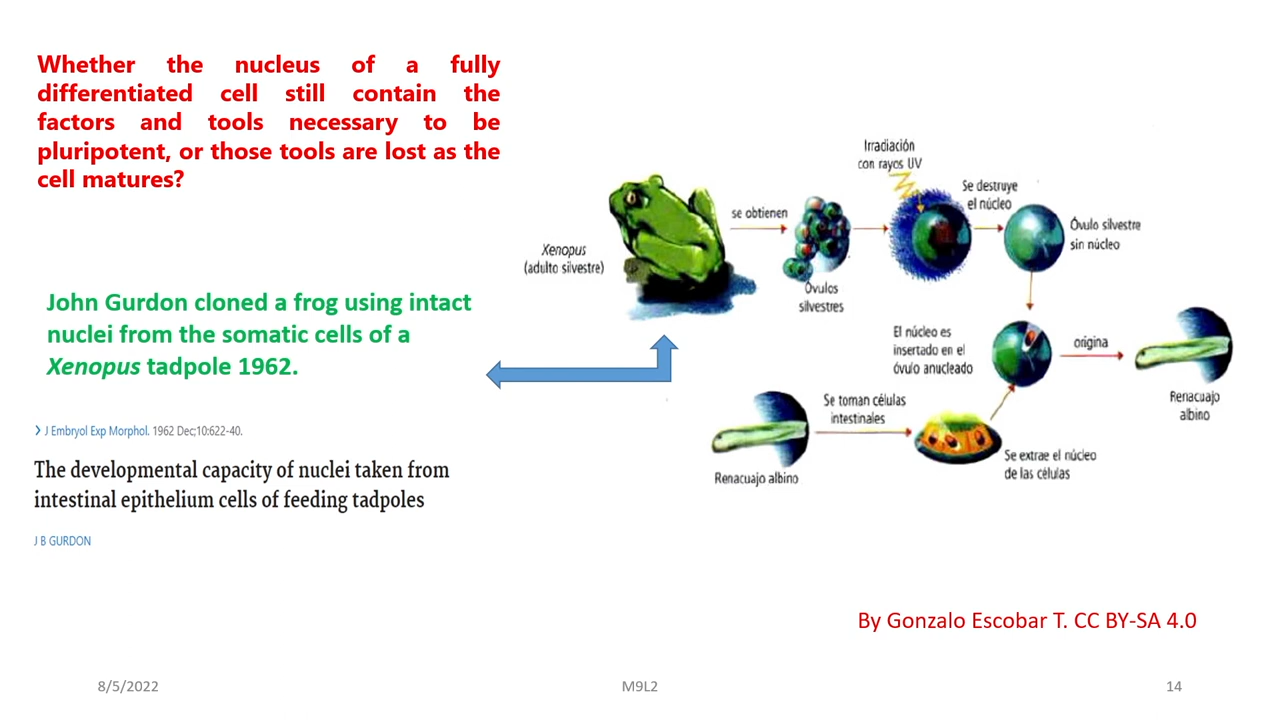 Whether the nucleus of a fully
differentiated cell still contain the
factors and tools necessary to be
pluripotent, or those tools are lost as the
cell matures?
John Gurdon cloned a frog using intact
nuclei from the somatic cells of a
Xenopus tadpole 1962.
J Embryol Exp Morphol. 1962 Dec;10:622-40.
The developmental capacity of nuclei taken from
intestinal epithelium cells of feeding tadpoles
J B GURDON
Xenopus
(adulto silvestre)
se obtienen
Óvulos
silvestres
Irradiación
con rayos UV
Se destruye
el núcleo
Óvulo silvestre
sin núcleo
El núcleo es
insertado en el
óvulo anucleado
origina
Renacuajo
albino
Renacuajo albino
Se toman células
intestinales
Se extrae el núcleo
de las células
By Gonzalo Escobar T. CC BY-SA 4.0
8/5/2022
M9L2
14